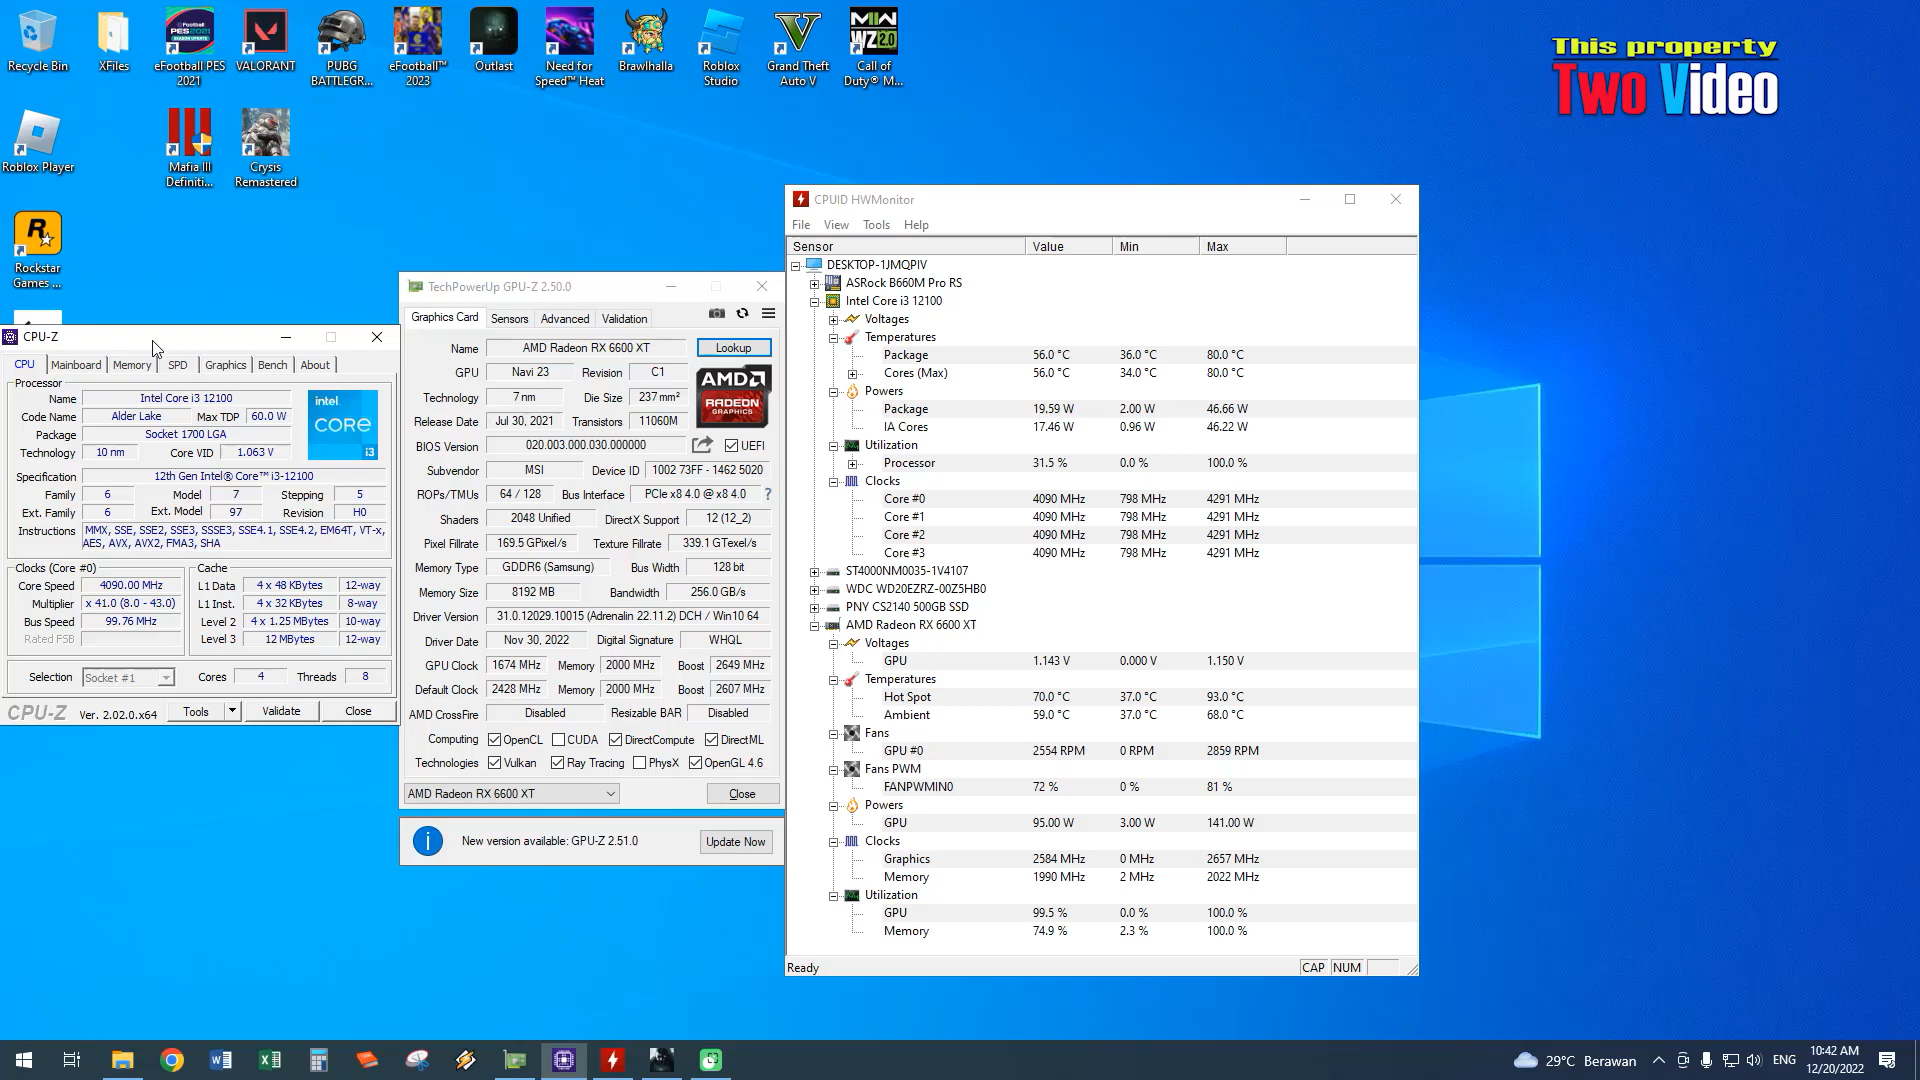 Recycle Bin
XFiles
eFootball PES
2021
VALORANT
PUBG
BATTLEGR...
eFootball™
2023
Outlast
Need for
Speed™ Heat
Brawlhalla
Roblox
Studio
Grand Theft
Auto V
Call of
Duty® M...
Roblox Player
Mafia III
Definiti...
Crysis
Remastered
Rockstar
Games ...
This property
Two Video
CPU-Z
CPU Mainboard Memory SPD Graphics Bench About
Processor
Name Intel Core i3 12100
Code Name Alder Lake Max TDP 60.0 W
Package Socket 1700 LGA
Technology 10 nm Core VID 1.063 V
intel
CORE
i3
Specification 12th Gen Intel® Core™ i3-12100
Family 6 Model 7 Stepping 5
Ext. Family 6 Ext. Model 97 Revision H0
Instructions MMX, SSE, SSE2, SSE3, SSSE3, SSE4.1, SSE4.2, EM64T, VT-x,
AES, AVX, AVX2, FMA3, SHA
Clocks (Core #0)
Core Speed 4090.00 MHz
Multiplier x 41.0 (8.0 - 43.0)
Bus Speed 99.76 MHz
Rated FSB
Cache
L1 Data 4 x 48 KBytes 12-way
L1 Inst. 4 x 32 KBytes 8-way
Level 2 4 x 1.25 MBytes 10-way
Level 3 12 MBytes 12-way
Selection Socket #1 Cores 4 Threads 8
CPU-Z Ver. 2.02.0.x64 Tools Validate Close
TechPowerUp GPU-Z 2.50.0
Graphics Card Sensors Advanced Validation
Name AMD Radeon RX 6600 XT Lookup
GPU Navi 23 Revision C1
Technology 7 nm Die Size 237 mm²
Release Date Jul 30, 2021 Transistors 11060M
AMD
RADEON
GRAPHICS
BIOS Version 020.003.000.030.000000 UEFI
Subvendor MSI Device ID 1002 73FF - 1462 5020
ROPs/TMUs 64 / 128 Bus Interface PCIe x8 4.0 @ x8 4.0 ?
Shaders 2048 Unified DirectX Support 12 (12_2)
Pixel Fillrate 169.5 GPixel/s Texture Fillrate 339.1 GTexel/s
Memory Type GDDR6 (Samsung) Bus Width 128 bit
Memory Size 8192 MB Bandwidth 256.0 GB/s
Driver Version 31.0.12029.10015 (Adrenalin 22.11.2) DCH / Win10 64
Driver Date Nov 30, 2022 Digital Signature WHQL
GPU Clock 1674 MHz Memory 2000 MHz Boost 2649 MHz
Default Clock 2428 MHz Memory 2000 MHz Boost 2607 MHz
AMD CrossFire Disabled Resizable BAR Disabled
Computing OpenCL CUDA DirectCompute DirectML
Technologies Vulkan Ray Tracing PhysX OpenGL 4.6
AMD Radeon RX 6600 XT Close
New version available: GPU-Z 2.51.0 Update Now
CPUID HWMonitor
File View Tools Help
Sensor Value Min Max
DESKTOP-1JMQPIV
ASRock B660M Pro RS
Intel Core i3 12100
Voltages
Temperatures
Package 56.0 °C 36.0 °C 80.0 °C
Cores (Max) 56.0 °C 34.0 °C 80.0 °C
Powers
Package 19.59 W 2.00 W 46.66 W
IA Cores 17.46 W 0.96 W 46.22 W
Utilization
Processor 31.5 % 0.0 % 100.0 %
Clocks
Core #0 4090 MHz 798 MHz 4291 MHz
Core #1 4090 MHz 798 MHz 4291 MHz
Core #2 4090 MHz 798 MHz 4291 MHz
Core #3 4090 MHz 798 MHz 4291 MHz
ST4000NM0035-1V4107
WDC WD20EZRZ-00Z5HB0
PNY CS2140 500GB SSD
AMD Radeon RX 6600 XT
Voltages
GPU 1.143 V 0.000 V 1.150 V
Temperatures
Hot Spot 70.0 °C 37.0 °C 93.0 °C
Ambient 59.0 °C 37.0 °C 68.0 °C
Fans
GPU #0 2554 RPM 0 RPM 2859 RPM
Fans PWM
FANPWMIN0 72 % 0 % 81 %
Powers
GPU 95.00 W 3.00 W 141.00 W
Clocks
Graphics 2584 MHz 0 MHz 2657 MHz
Memory 1990 MHz 2 MHz 2022 MHz
Utilization
GPU 99.5 % 0.0 % 100.0 %
Memory 74.9 % 2.3 % 100.0 %
Ready CAP NUM
29°C Berawan ENG 10:42 AM
12/20/2022